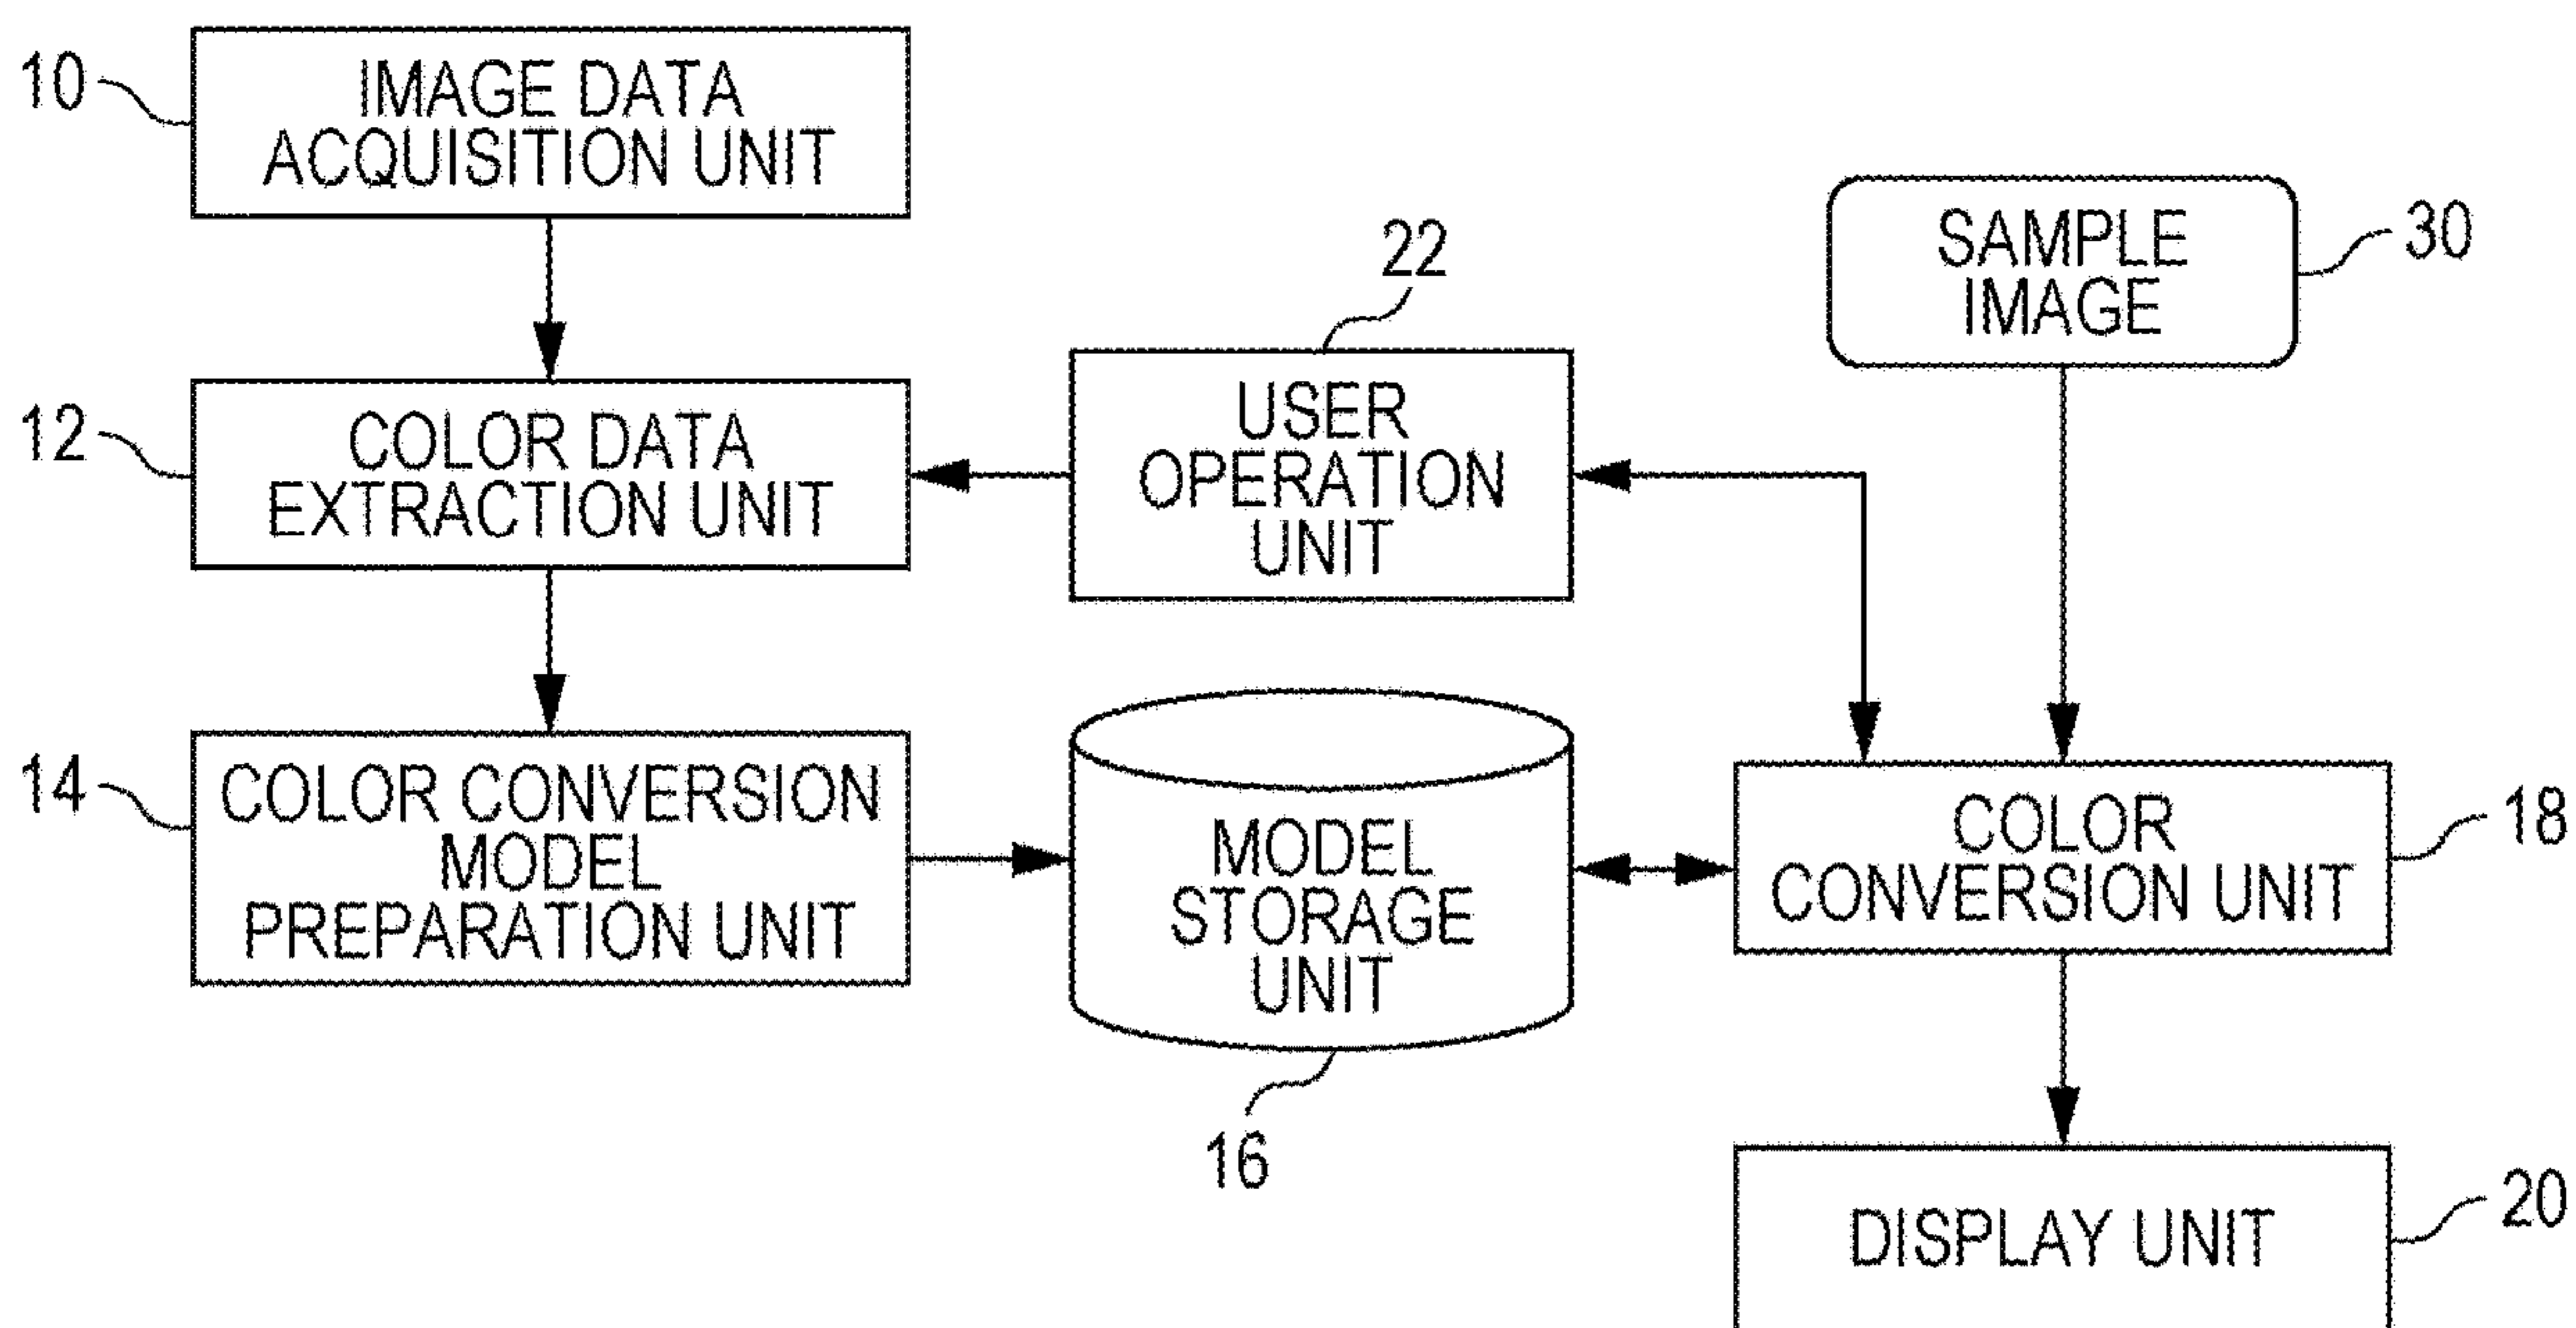 10
IMAGE DATA
ACQUISITION UNIT
12
COLOR DATA
EXTRACTION UNIT
14
COLOR CONVERSION
MODEL
PREPARATION UNIT
22
USER
OPERATION
UNIT
MODEL
STORAGE
UNIT
16
SAMPLE
IMAGE
30
COLOR
CONVERSION UNIT
18
DISPLAY UNIT
20